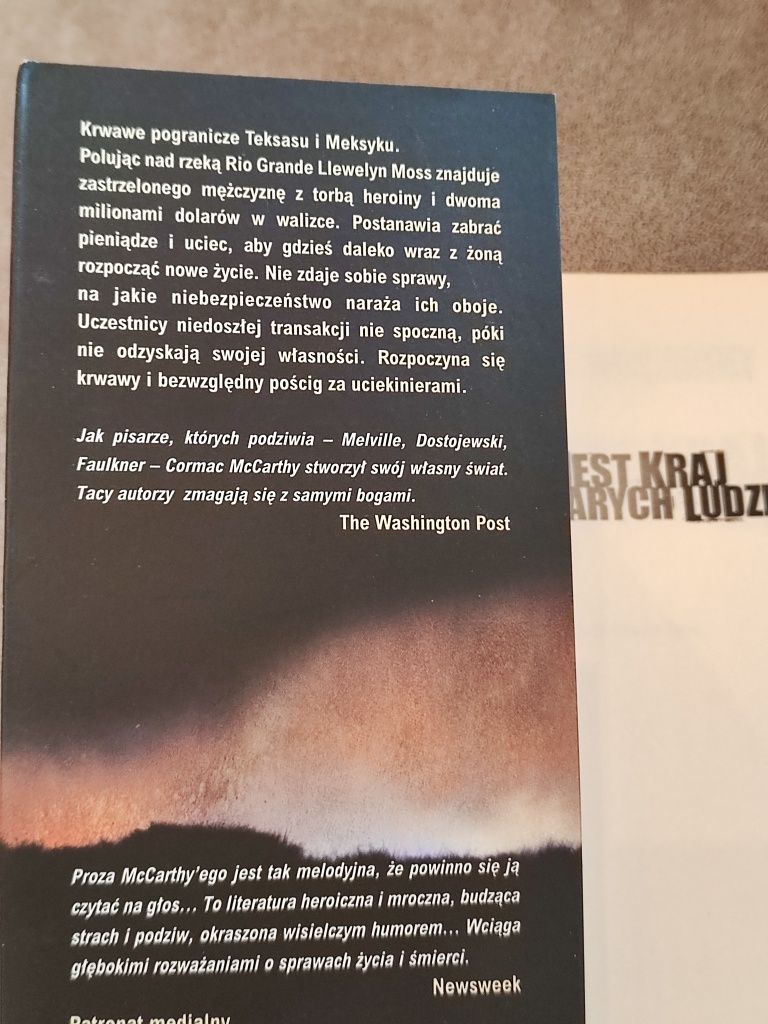 Krwawe pogranicze Teksasu i Meksyku.
Polując nad rzeką Rio Grande Llewelyn Moss znajduje
zastrzelonego mężczyznę z torbą heroiny i dwoma
milionami dolarów w walizce. Postanawia zabrać
pieniądze i uciec, aby gdzieś daleko wraz z żoną
rozpocząć nowe życie. Nie zdaje sobie sprawy,
na jakie niebezpieczeństwo naraża ich oboje.
Uczestnicy niedoszłej transakcji nie spoczną, póki
nie odzyskają swojej własności. Rozpoczyna się
krwawy i bezwzględny pościg za uciekinierami.
Jak pisarze, których podziwia – Melville, Dostojewski,
Faulkner – Cormac McCarthy stworzył swój własny świat.
Tacy autorzy zmagają się z samymi bogami.
The Washington Post
Proza McCarthy'ego jest tak melodyjna, że powinno się ją
czytać na głos... To literatura heroiczna i mroczna, budząca
strach i podziw, okraszona wisielczym humorem... Wciąga
głębokimi rozważaniami o sprawach życia i śmierci.
Newsweek
Patronat medialny
EST KRAJ
ARYCH LUDZI